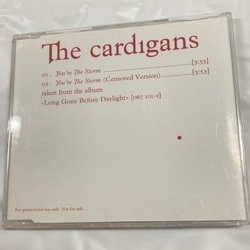 The cardigans
01. You're The Storm ........................................ [3:53]
02. You're The Storm (Censored Version) ............... [3:53]
taken from the album
»Long Gone Before Daylight« [067 101-2]
For promotional use only. Not for sale.